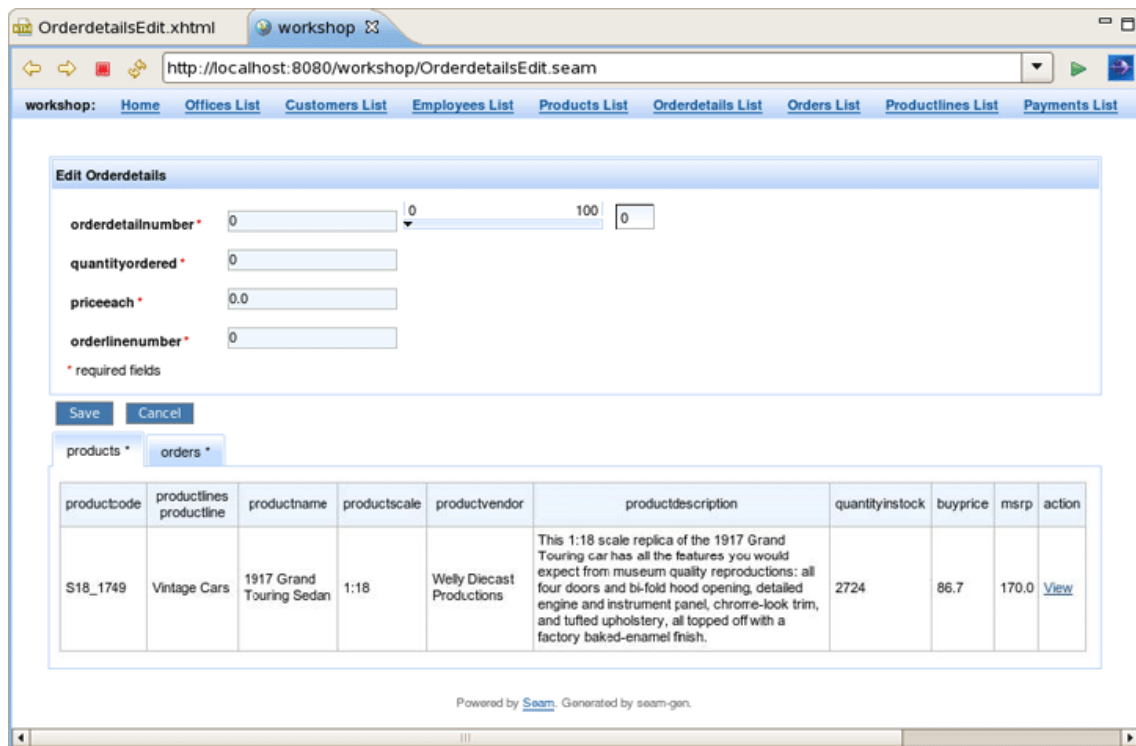 OrderdetailsEdit.xhtml workshop
http://localhost:8080/workshop/OrderdetailsEdit.seam
workshop: Home Offices List Customers List Employees List Products List Orderdetails List Orders List Productlines List Payments List
Edit Orderdetails
orderdetailnumber* 0 0 100 0
quantityordered * 0
priceeach * 0.0
orderlinenumber* 0
* required fields
Save Cancel
products * orders *
productcode productlines productline productname productscale productvendor productdescription quantityinstock buyprice msrp action
S18_1749 Vintage Cars 1917 Grand Touring Sedan 1:18 Welly Diecast Productions
This 1:18 scale replica of the 1917 Grand
Touring car has all the features you would
expect from museum quality reproductions: all
four doors and bi-fold hood opening, detailed
engine and instrument panel, chrome-look trim,
and tufted upholstery, all topped off with a
factory baked-enamel finish.
2724 86.7 170.0 View
Powered by Seam. Generated by seam-gen.